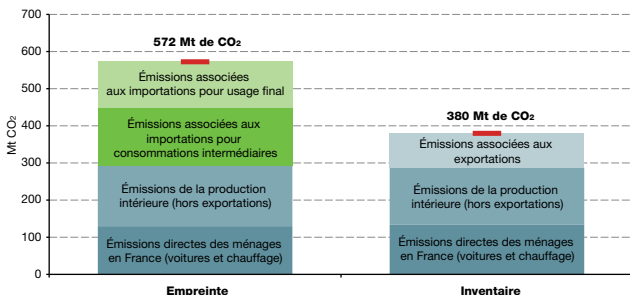 700
600
500
400
300
200
100
0
Mt CO₂
572 Mt de CO₂
Émissions associées
aux importations pour usage final
Émissions associées aux
importations pour
consommations intermédiaires
Émissions de la production
intérieure (hors exportations)
Émissions directes des ménages
en France (voitures et chauffage)
Empreinte
380 Mt de CO₂
Émissions associées aux
exportations
Émissions de la production
intérieure (hors exportations)
Émissions directes des ménages
en France (voitures et chauffage)
Inventaire